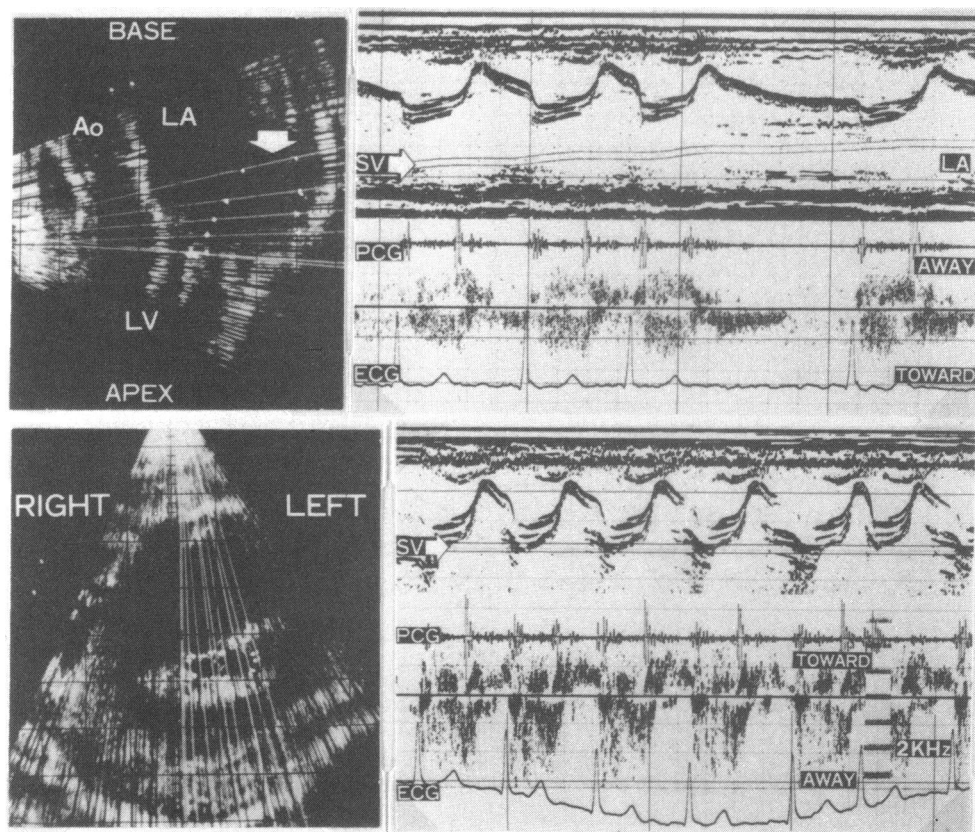 BASE
Ao
LA
LV
APEX
SV
LA
PCG
AWAY
ECG
TOWARD
RIGHT
LEFT
SV
PCG
TOWARD
2KHz
AWAY
ECG